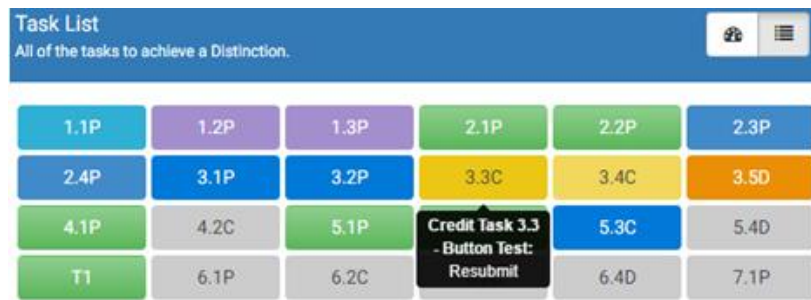 Task List
All of the tasks to achieve a Distinction.
1.1P 1.2P 1.3P 2.1P 2.2P 2.3P
2.4P 3.1P 3.2P 3.3C 3.4C 3.5D
4.1P 4.2C 5.1P 5.3C 5.4D
Credit Task 3.3
- Button Test:
Resubmit
T1 6.1P 6.2C 6.4D 7.1P